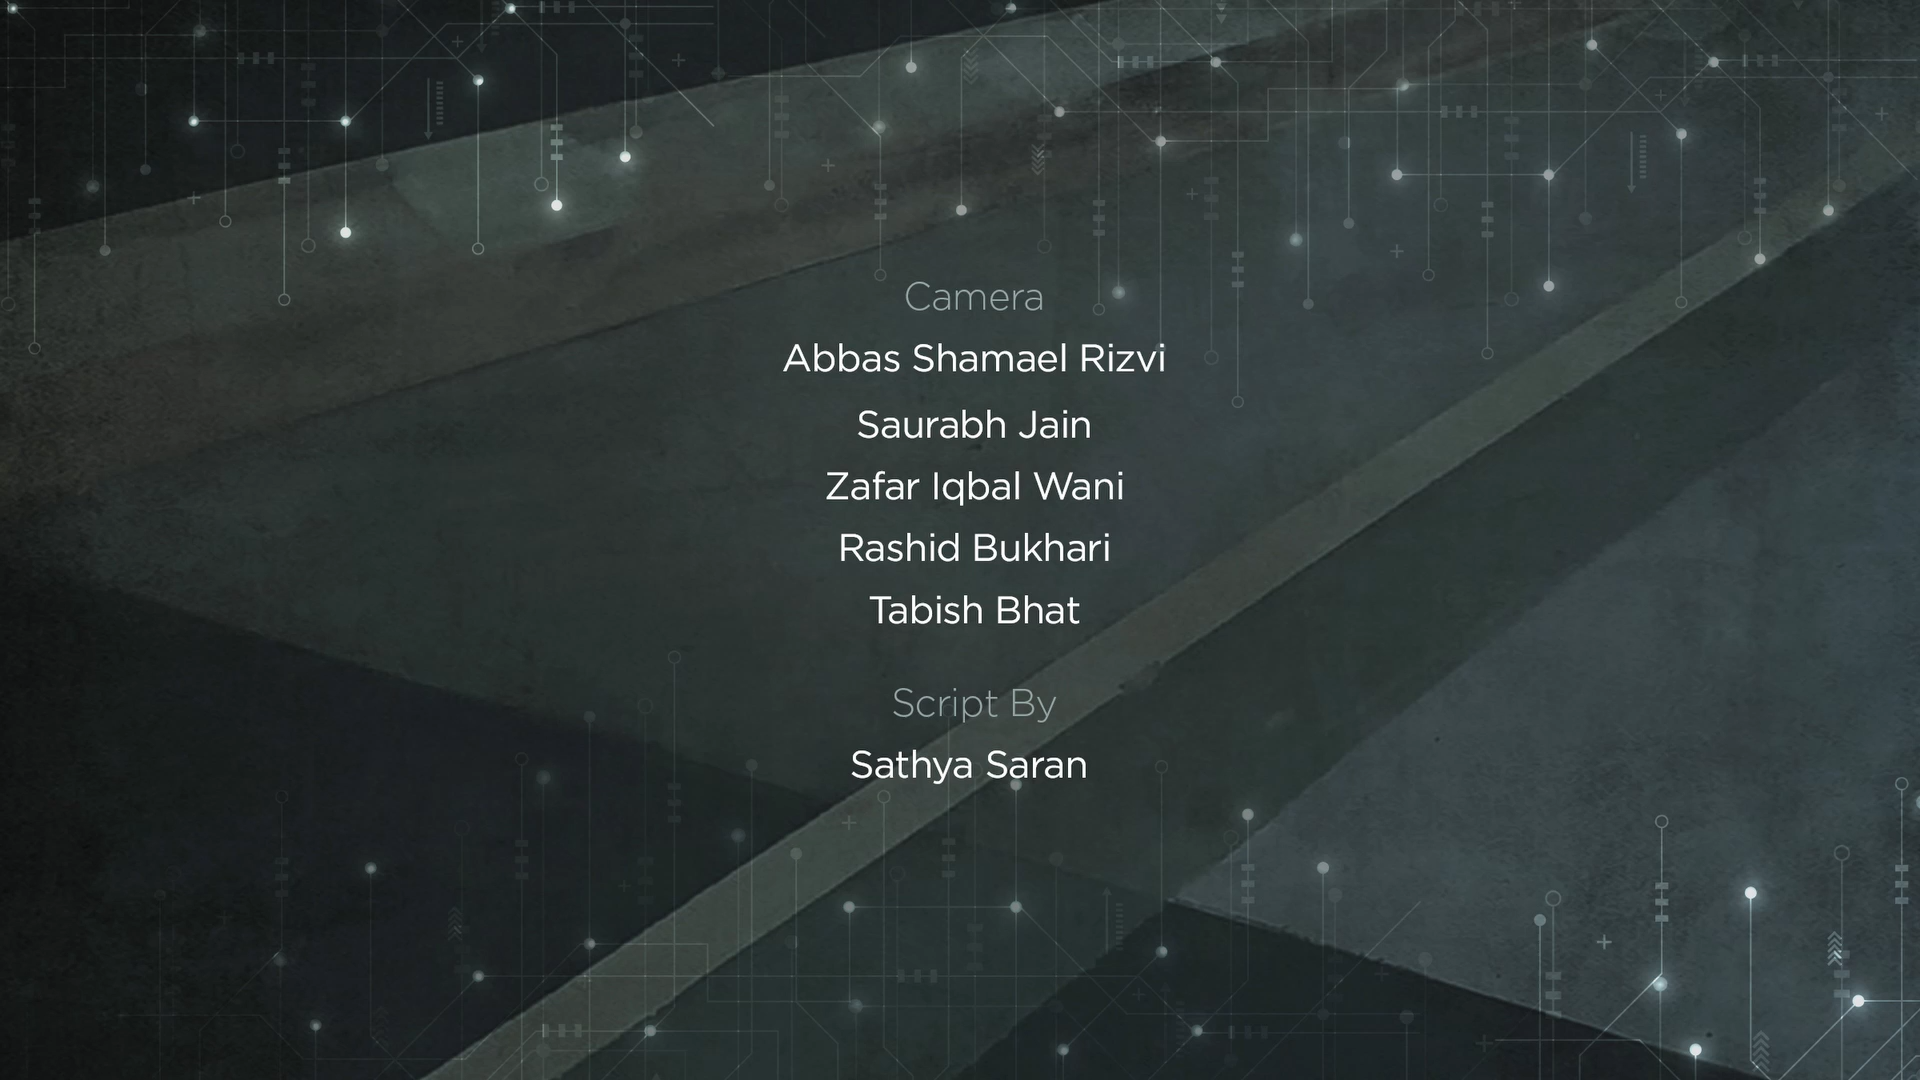 Camera
Abbas Shamael Rizvi
Saurabh Jain
Zafar Iqbal Wani
Rashid Bukhari
Tabish Bhat
Script By
Sathya Saran